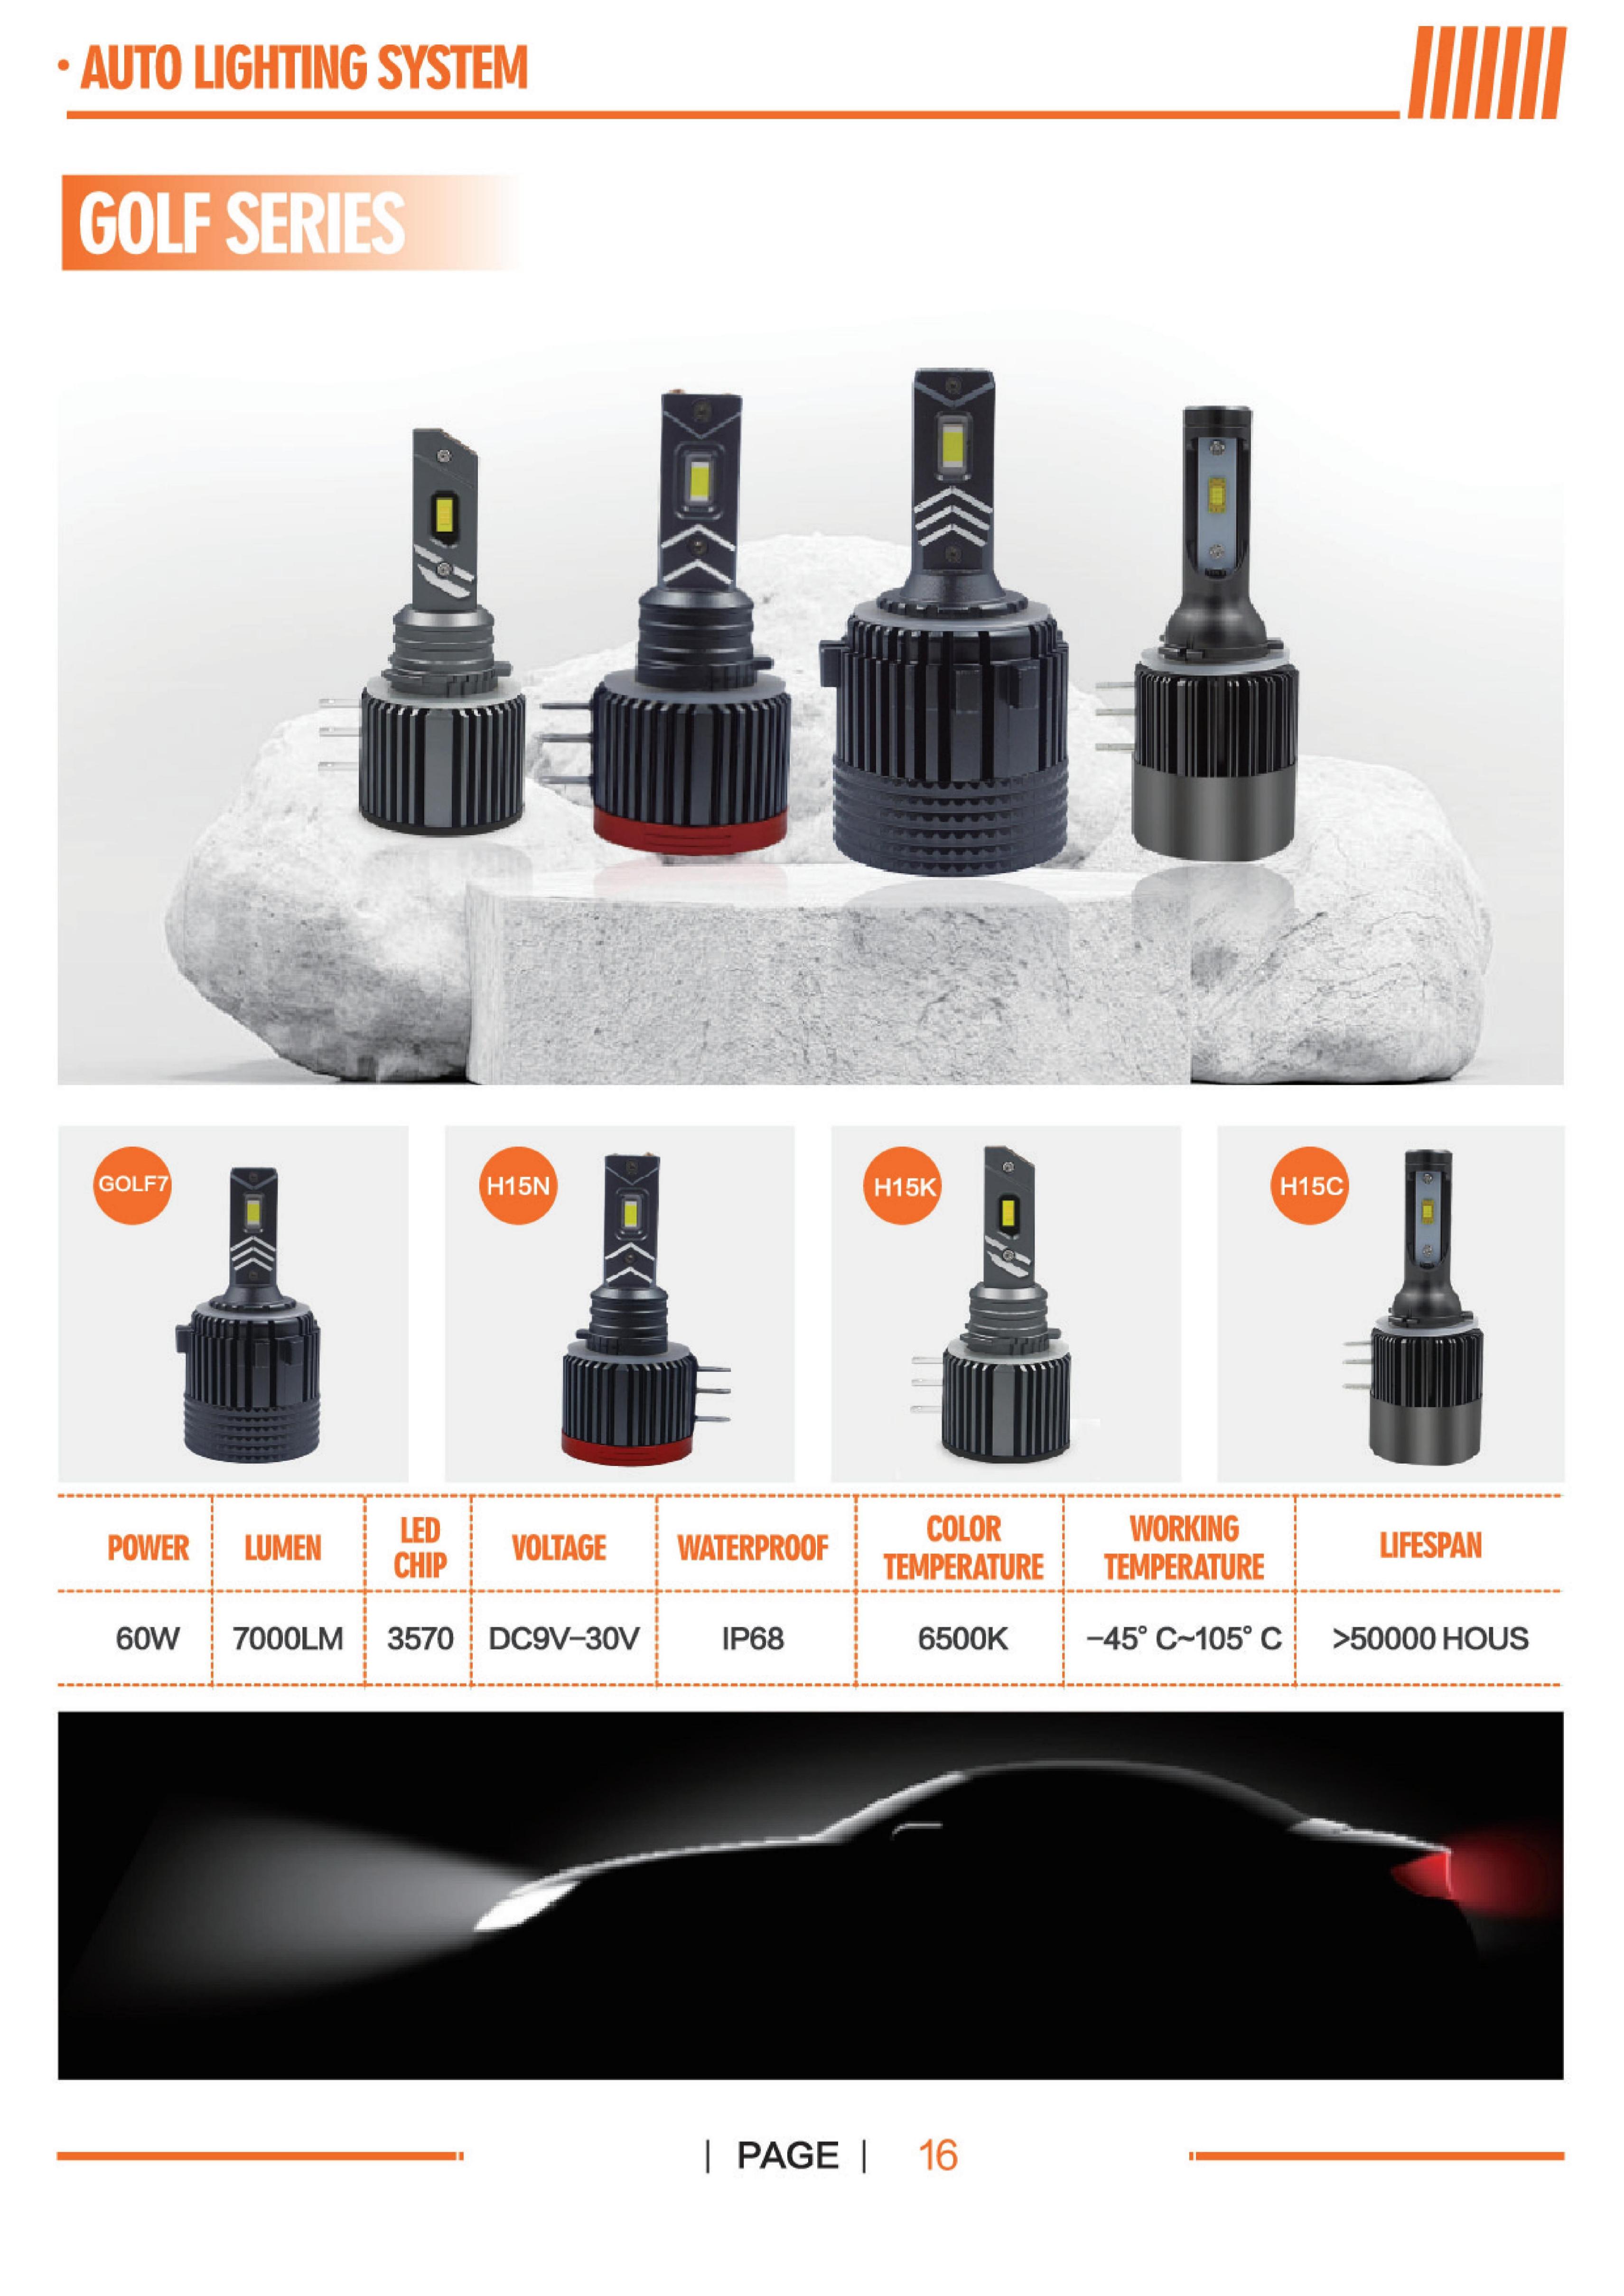 · AUTO LIGHTING SYSTEM
GOLF SERIES
GOLF7
H15N
H15K
H15C
POWER LUMEN LED CHIP VOLTAGE WATERPROOF COLOR TEMPERATURE WORKING TEMPERATURE LIFESPAN
60W 7000LM 3570 DC9V-30V IP68 6500K -45° C~105° C >50000 HOUS
| PAGE | 16